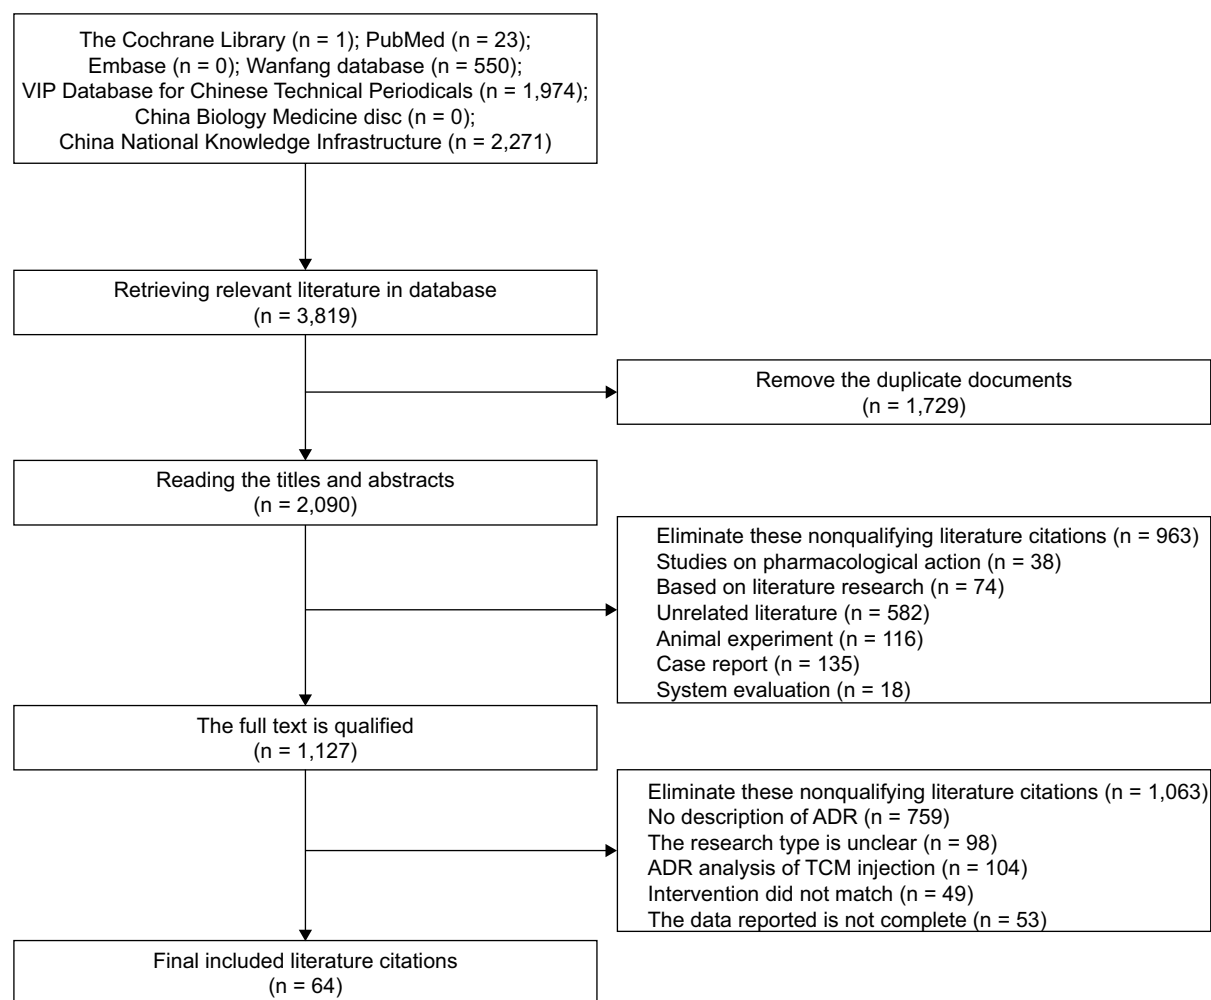 The Cochrane Library (n = 1); PubMed (n = 23);
Embase (n = 0); Wanfang database (n = 550);
VIP Database for Chinese Technical Periodicals (n = 1,974);
China Biology Medicine disc (n = 0);
China National Knowledge Infrastructure (n = 2,271)
Retrieving relevant literature in database
(n = 3,819)
Remove the duplicate documents
(n = 1,729)
Reading the titles and abstracts
(n = 2,090)
Eliminate these nonqualifying literature citations (n = 963)
Studies on pharmacological action (n = 38)
Based on literature research (n = 74)
Unrelated literature (n = 582)
Animal experiment (n = 116)
Case report (n = 135)
System evaluation (n = 18)
The full text is qualified
(n = 1,127)
Eliminate these nonqualifying literature citations (n = 1,063)
No description of ADR (n = 759)
The research type is unclear (n = 98)
ADR analysis of TCM injection (n = 104)
Intervention did not match (n = 49)
The data reported is not complete (n = 53)
Final included literature citations
(n = 64)